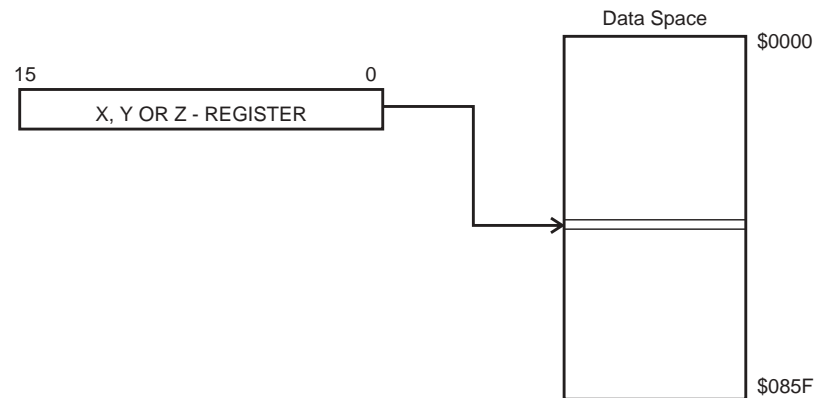 Data Space
$0000
15 0
X, Y OR Z - REGISTER
$085F